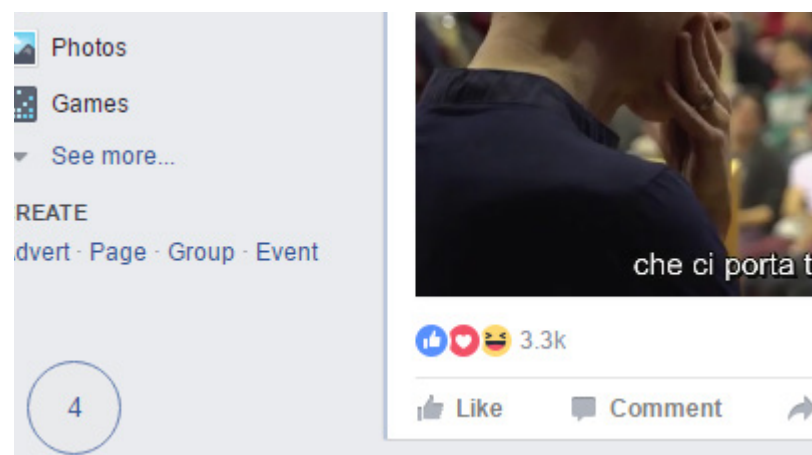 Photos
Games
See more...
REATE
dvert · Page · Group · Event
4
che ci porta t
3.3k
Like
Comment